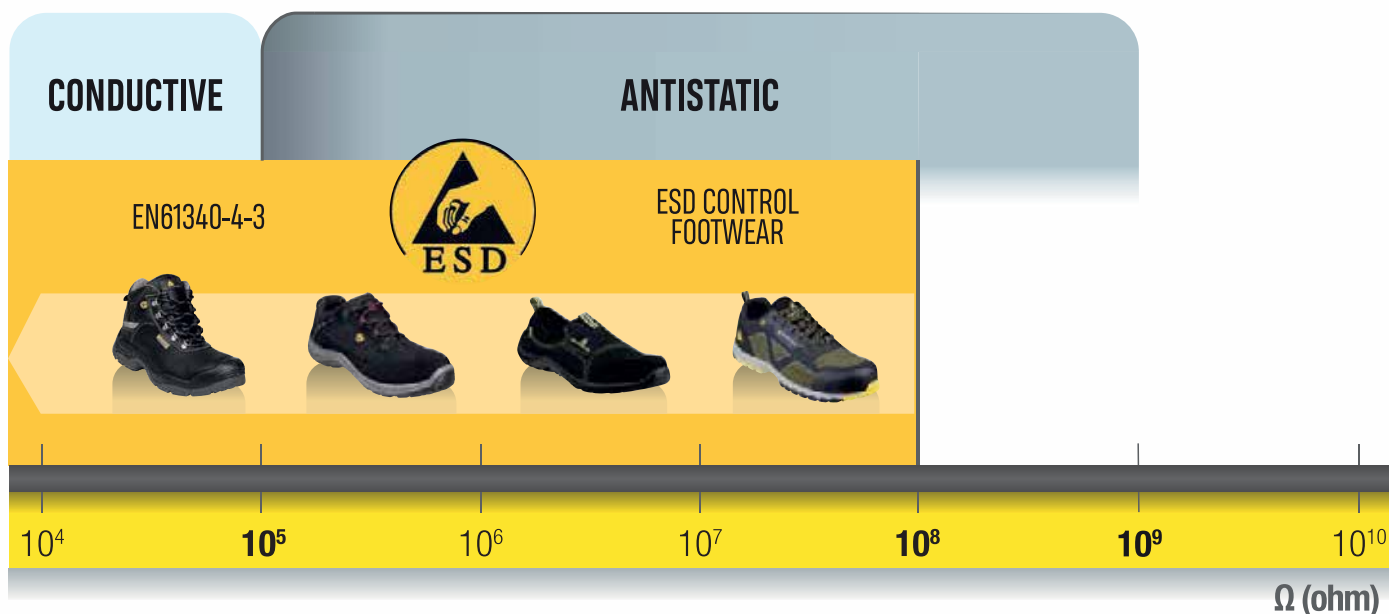 CONDUCTIVE
ANTISTATIC
EN61340-4-3
ESD
ESD CONTROL
FOOTWEAR
10⁴
10⁵
10⁶
10⁷
10⁸
10⁹
10¹⁰
Ω (ohm)